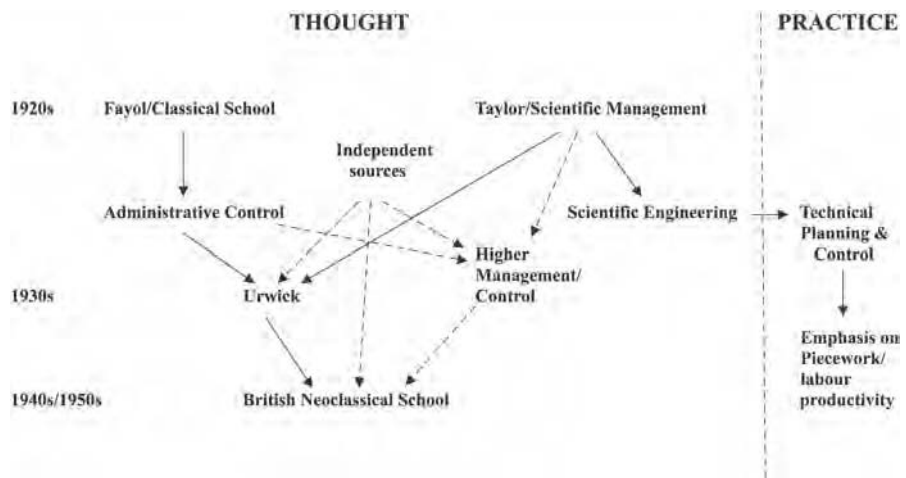 THOUGHT
PRACTICE
1920s
Fayol/Classical School
Taylor/Scientific Management
Independent
sources
Administrative Control
Scientific Engineering
Technical
Planning &
Control
Higher
Management/
Control
1930s
Urwick
Emphasis on
Piecework/
labour
productivity
1940s/1950s
British Neoclassical School